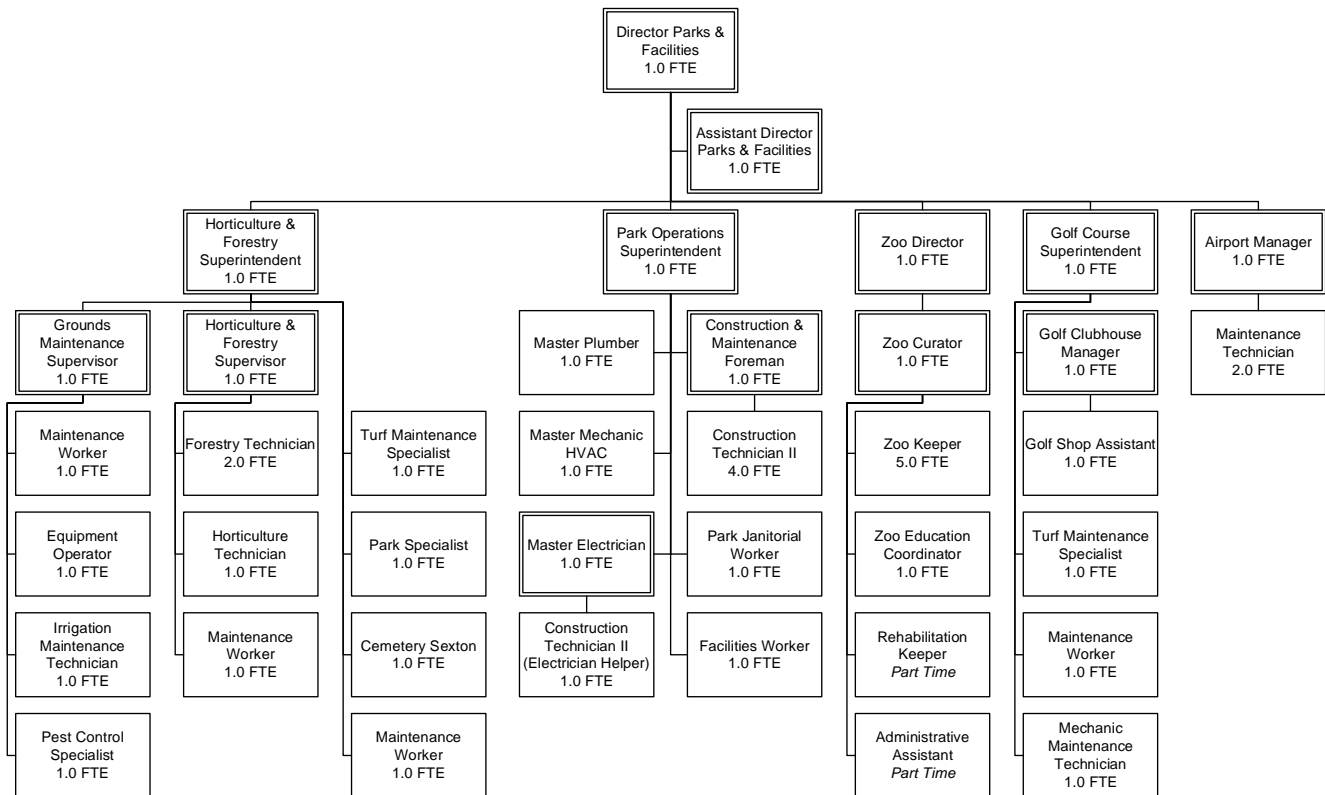 Director Parks &
Facilities
1.0 FTE
Assistant Director
Parks & Facilities
1.0 FTE
Horticulture &
Forestry
Superintendent
1.0 FTE
Park Operations
Superintendent
1.0 FTE
Zoo Director
1.0 FTE
Golf Course
Superintendent
1.0 FTE
Airport Manager
1.0 FTE
Grounds
Maintenance
Supervisor
1.0 FTE
Horticulture &
Forestry
Supervisor
1.0 FTE
Master Plumber
1.0 FTE
Construction &
Maintenance
Foreman
1.0 FTE
Zoo Curator
1.0 FTE
Golf Clubhouse
Manager
1.0 FTE
Maintenance
Technician
2.0 FTE
Maintenance
Worker
1.0 FTE
Forestry Technician
2.0 FTE
Turf Maintenance
Specialist
1.0 FTE
Master Mechanic
HVAC
1.0 FTE
Construction
Technician II
4.0 FTE
Zoo Keeper
5.0 FTE
Golf Shop Assistant
1.0 FTE
Equipment
Operator
1.0 FTE
Horticulture
Technician
1.0 FTE
Park Specialist
1.0 FTE
Master Electrician
1.0 FTE
Park Janitorial
Worker
1.0 FTE
Zoo Education
Coordinator
1.0 FTE
Turf Maintenance
Specialist
1.0 FTE
Irrigation
Maintenance
Technician
1.0 FTE
Maintenance
Worker
1.0 FTE
Cemetery Sexton
1.0 FTE
Construction
Technician II
(Electrician Helper)
1.0 FTE
Facilities Worker
1.0 FTE
Rehabilitation
Keeper
Part Time
Maintenance
Worker
1.0 FTE
Pest Control
Specialist
1.0 FTE
Maintenance
Worker
1.0 FTE
Administrative
Assistant
Part Time
Mechanic
Maintenance
Technician
1.0 FTE